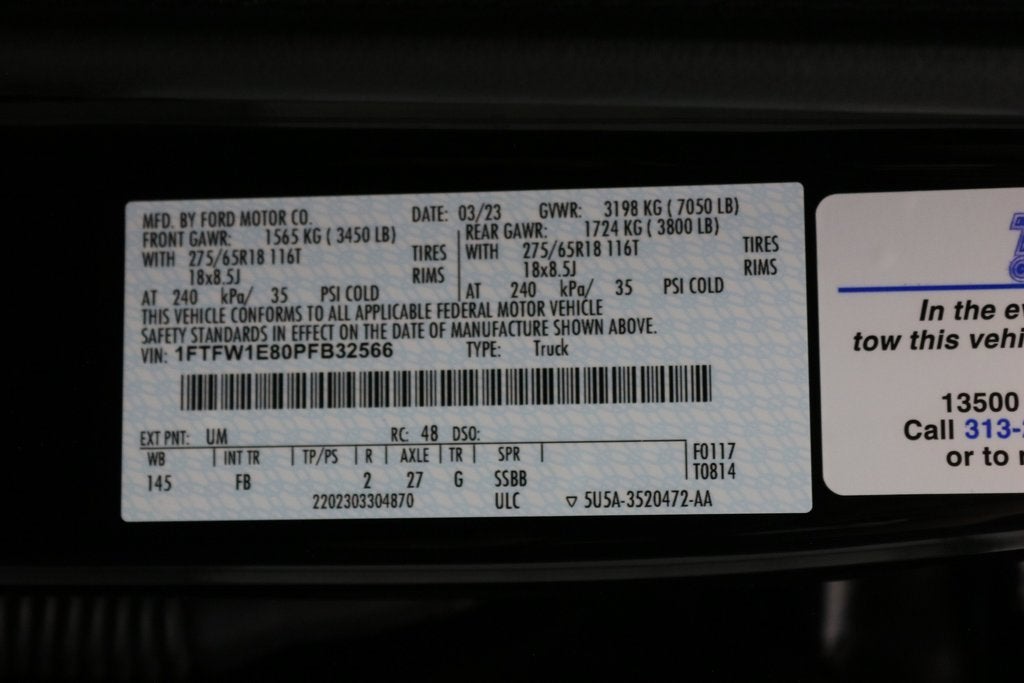 MFD. BY FORD MOTOR CO. DATE: 03/23 GVWR: 3198 KG ( 7050 LB)
FRONT GAWR: 1565 KG ( 3450 LB) REAR GAWR: 1724 KG ( 3800 LB)
WITH 275/65R18 116T TIRES WITH 275/65R18 116T TIRES
18x8.5J RIMS 18x8.5J RIMS
AT 240 kPa/ 35 PSI COLD AT 240 kPa/ 35 PSI COLD
THIS VEHICLE CONFORMS TO ALL APPLICABLE FEDERAL MOTOR VEHICLE
SAFETY STANDARDS IN EFFECT ON THE DATE OF MANUFACTURE SHOWN ABOVE.
VIN: 1FTFW1E80PFB32566 TYPE: Truck
EXT PNT: UM RC: 48 DSO:
WB INT TR TP/PS R AXLE TR SPR F0117
145 FB 2 27 G SSBB T0814
2202303304870 ULC ▽ 5U5A-3520472-AA
In the
tow this
13500
Call 313-
or to